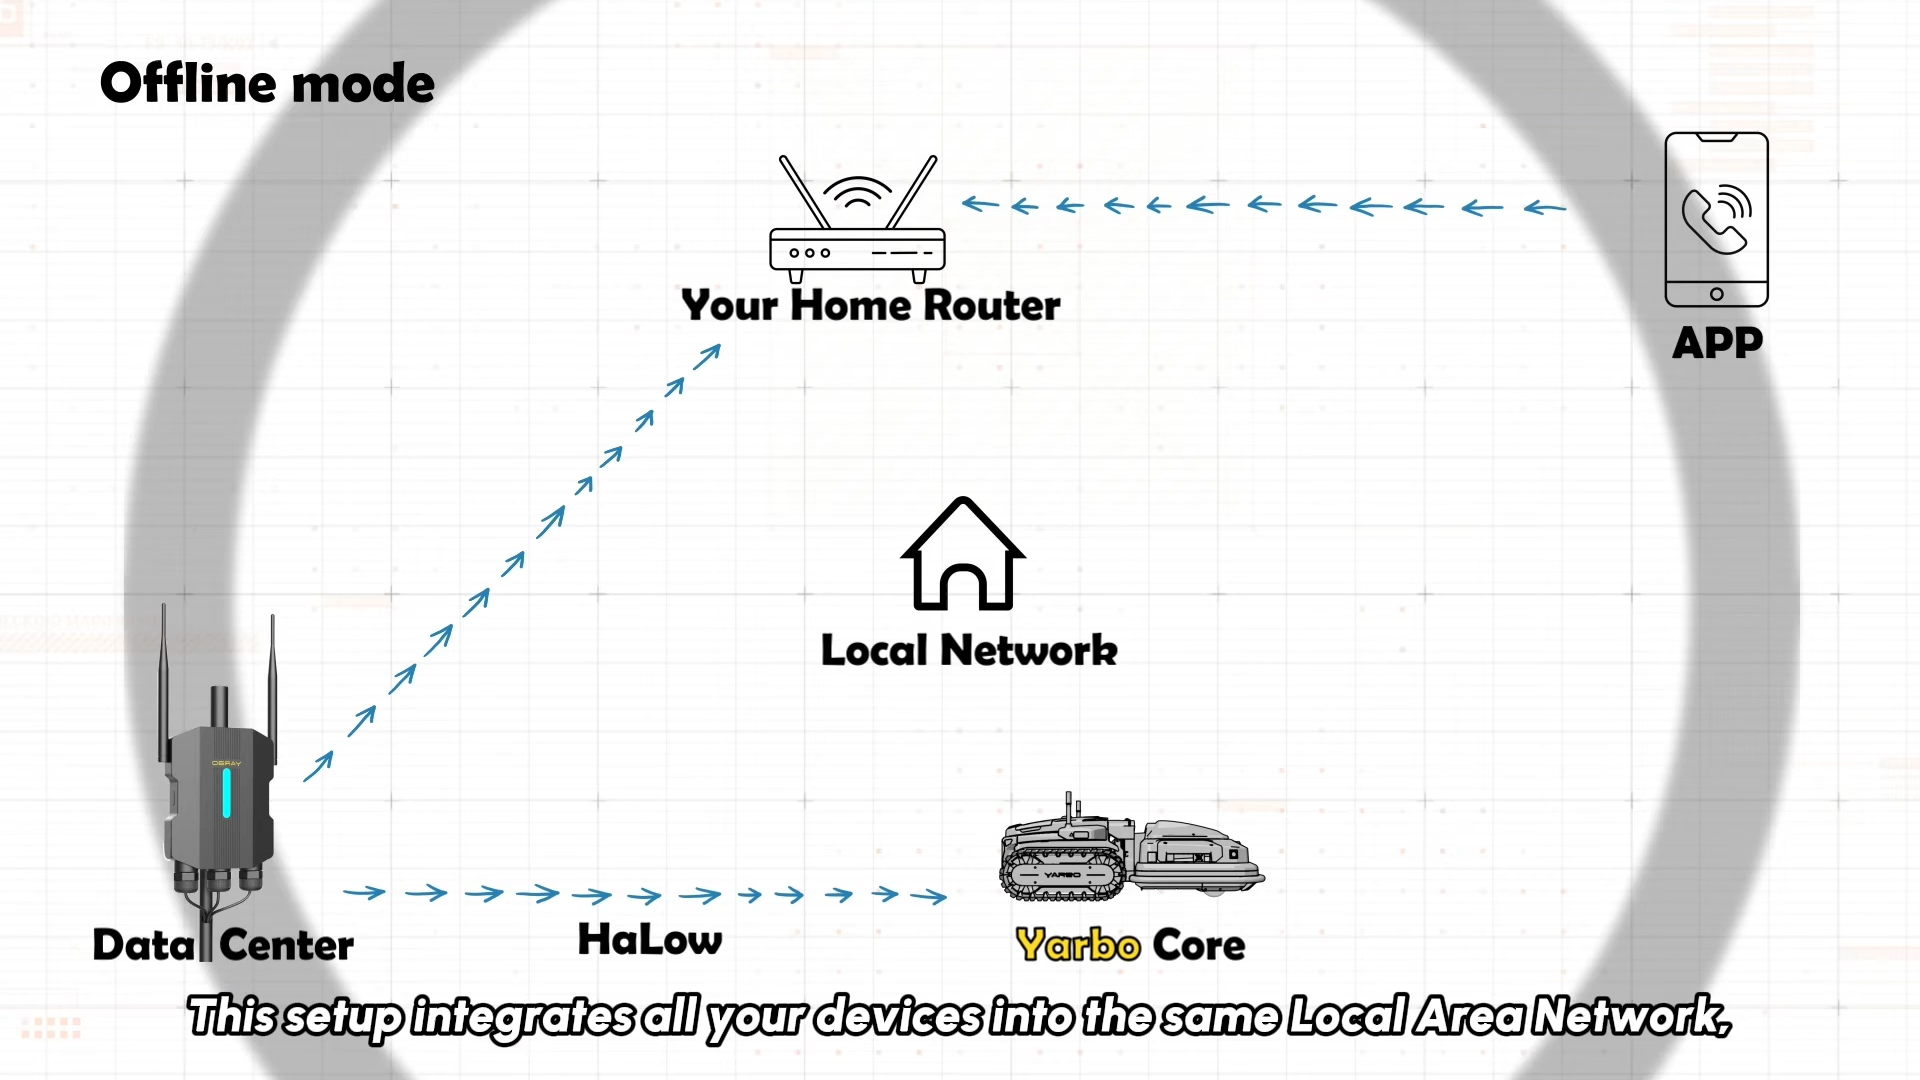 Offline mode
Your Home Router
APP
Local Network
YARBO
Data Center
HaLow
Yarbo Core
This setup integrates all your devices into the same Local Area Network,